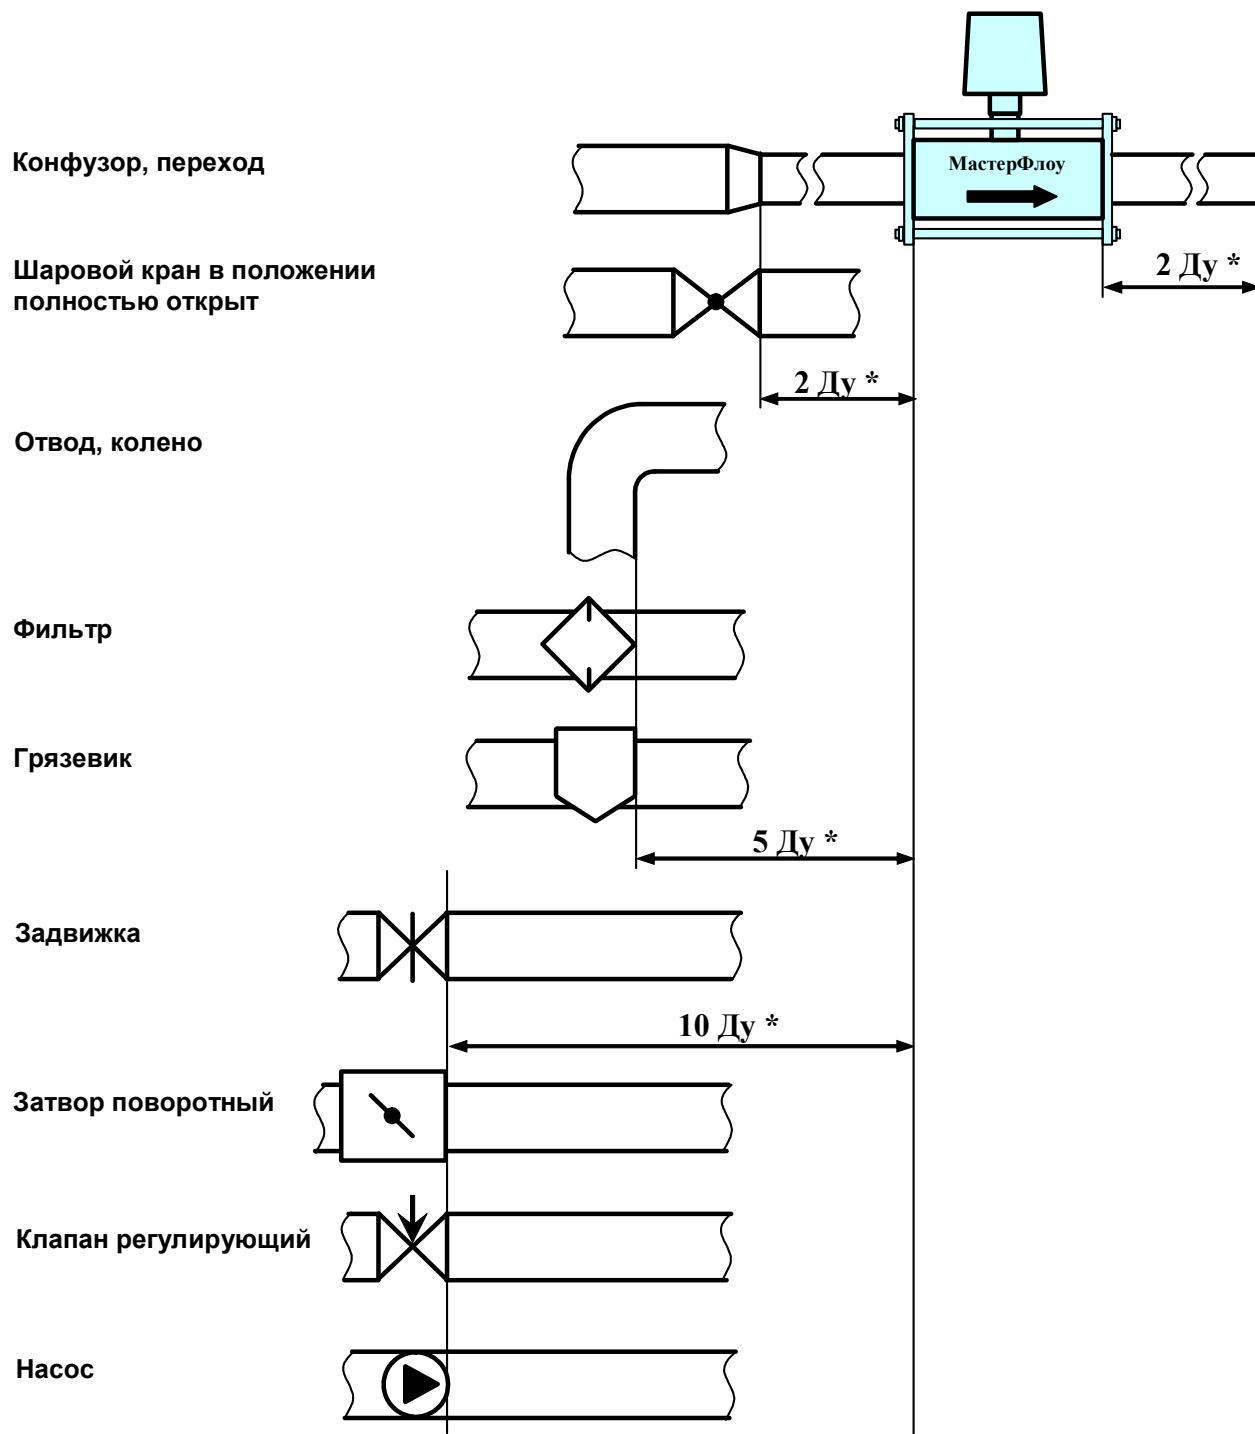 Конфузор, переход
МастерФлоу
Шаровой кран в положении
полностью открыт
2 Ду *
2 Ду *
Отвод, колено
Фильтр
Грязевик
5 Ду *
Задвижка
10 Ду *
Затвор поворотный
Клапан регулирующий
Насос